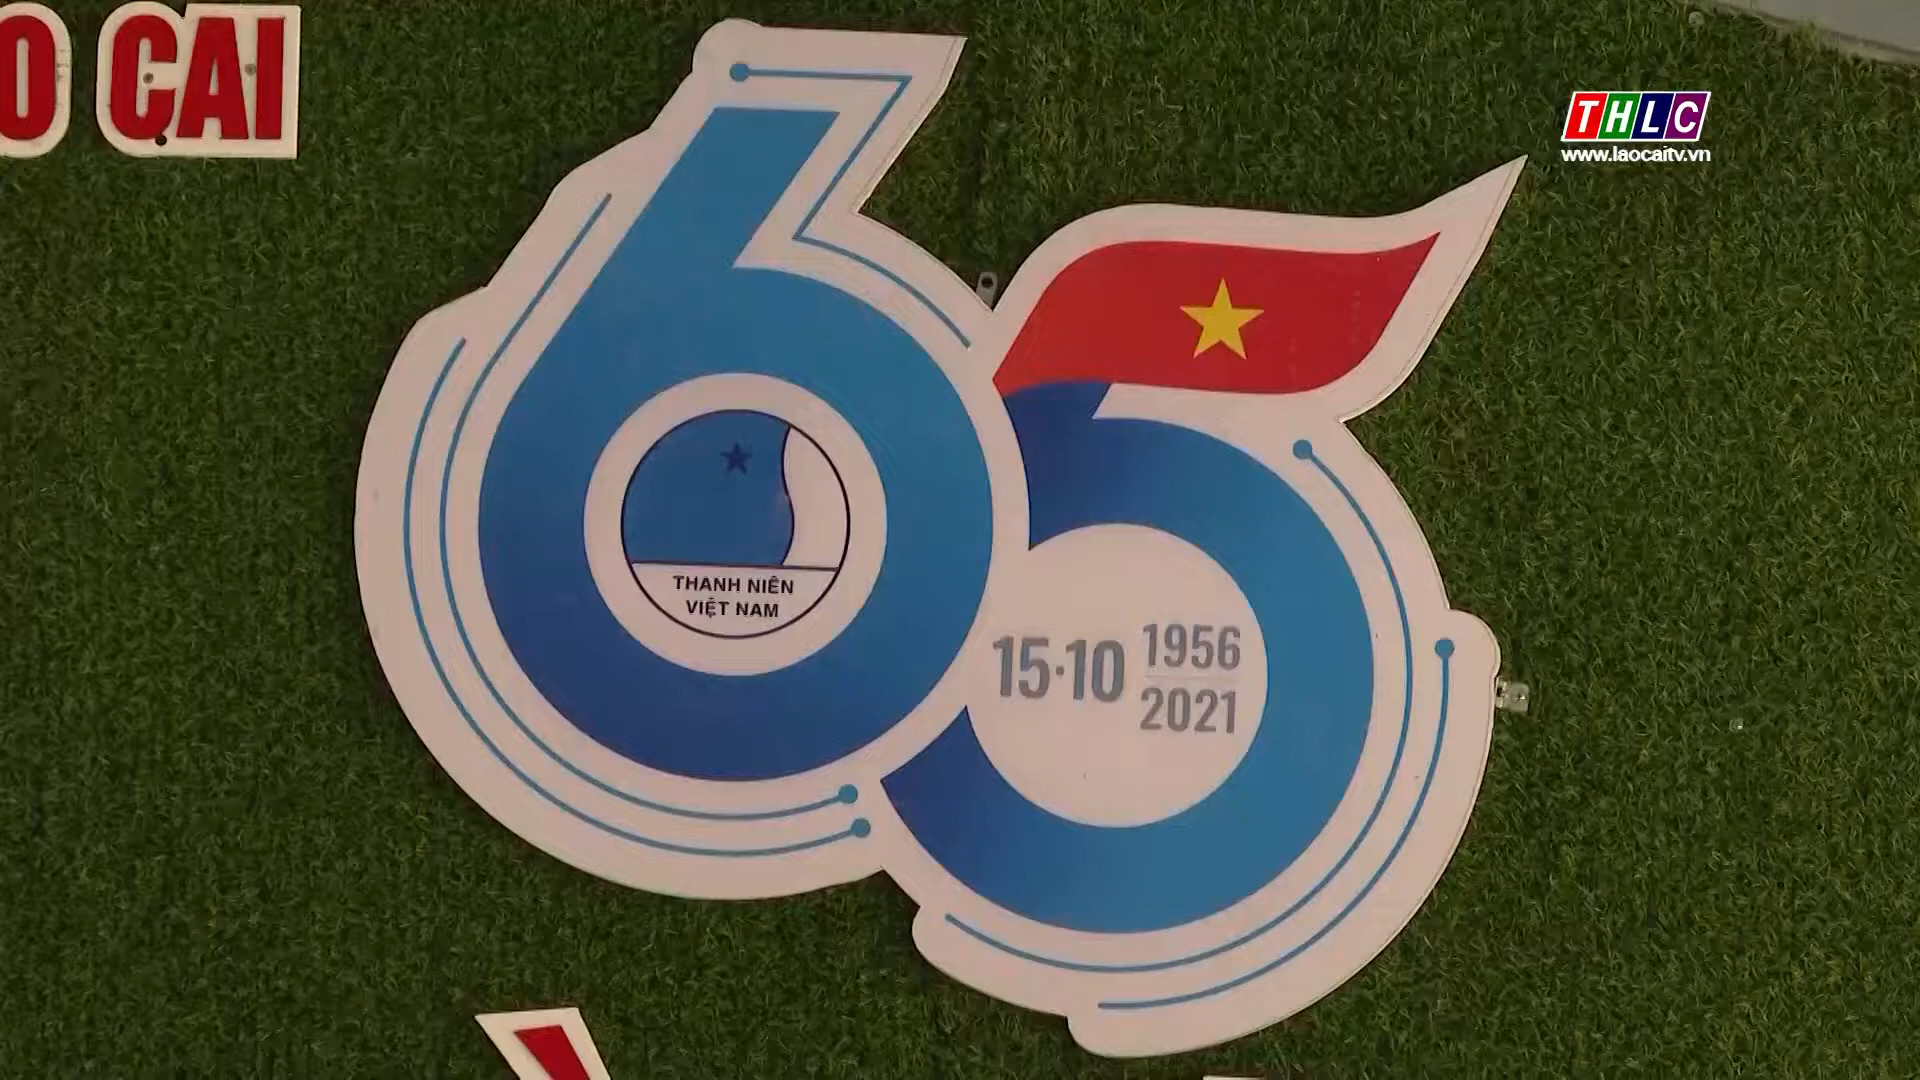 O CAI
THLC
www.laocaitv.vn
65
THANH NIÊN
VIỆT NAM
15·10
1956
2021